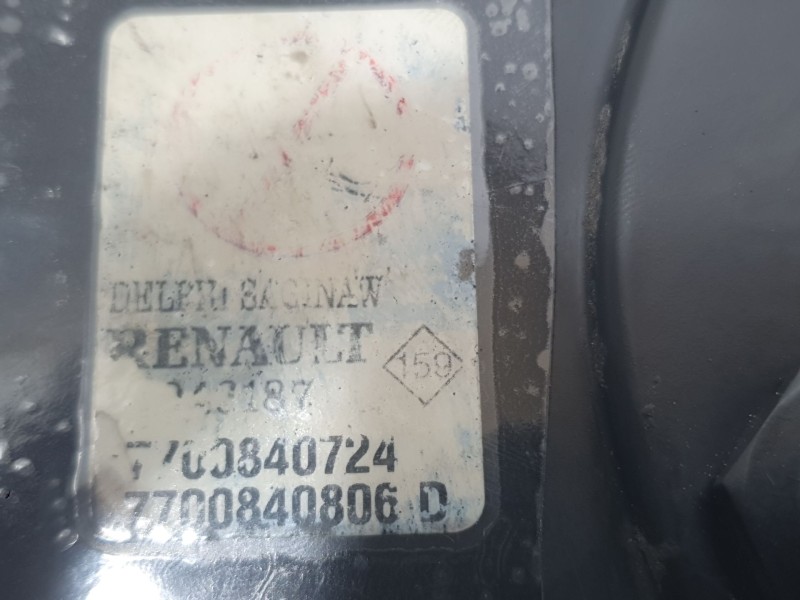 DELPHI SAGINAW
RENAULT
159
7700840724
7700840806 D